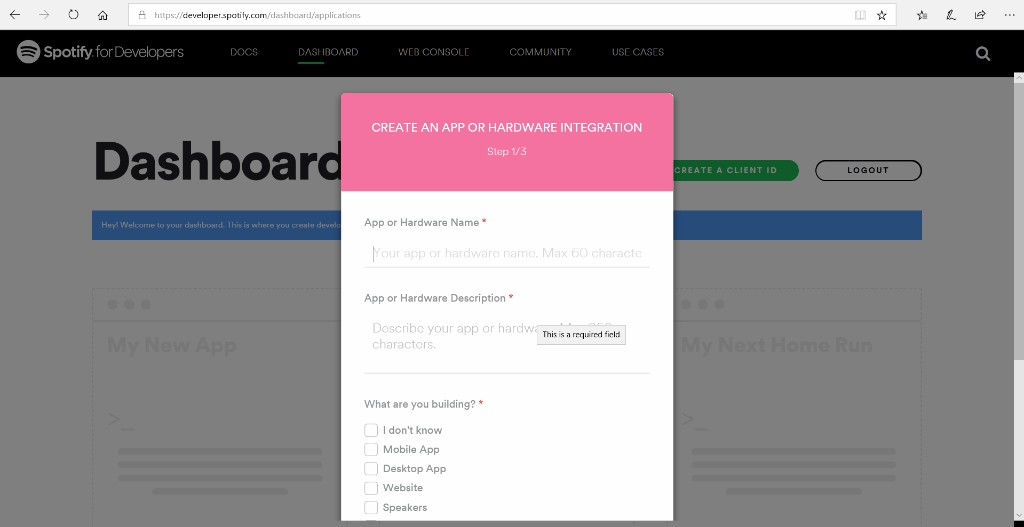 https://developer.spotify.com/dashboard/applications
Spotify for Developers DOCS DASHBOARD WEB CONSOLE COMMUNITY USE CASES
CREATE AN APP OR HARDWARE INTEGRATION
Step 1/3
Dashboard
CREATE A CLIENT ID
LOGOUT
Hey! Welcome to your dashboard. This is where you create
App or Hardware Name *
Your app or hardware name. Max 60
App or Hardware Description *
Describe your app or
characters.
This is a required field
My New App
My Next Home Run
>_
>_
What are you building? *
I don't know
Mobile App
Desktop App
Website
Speakers